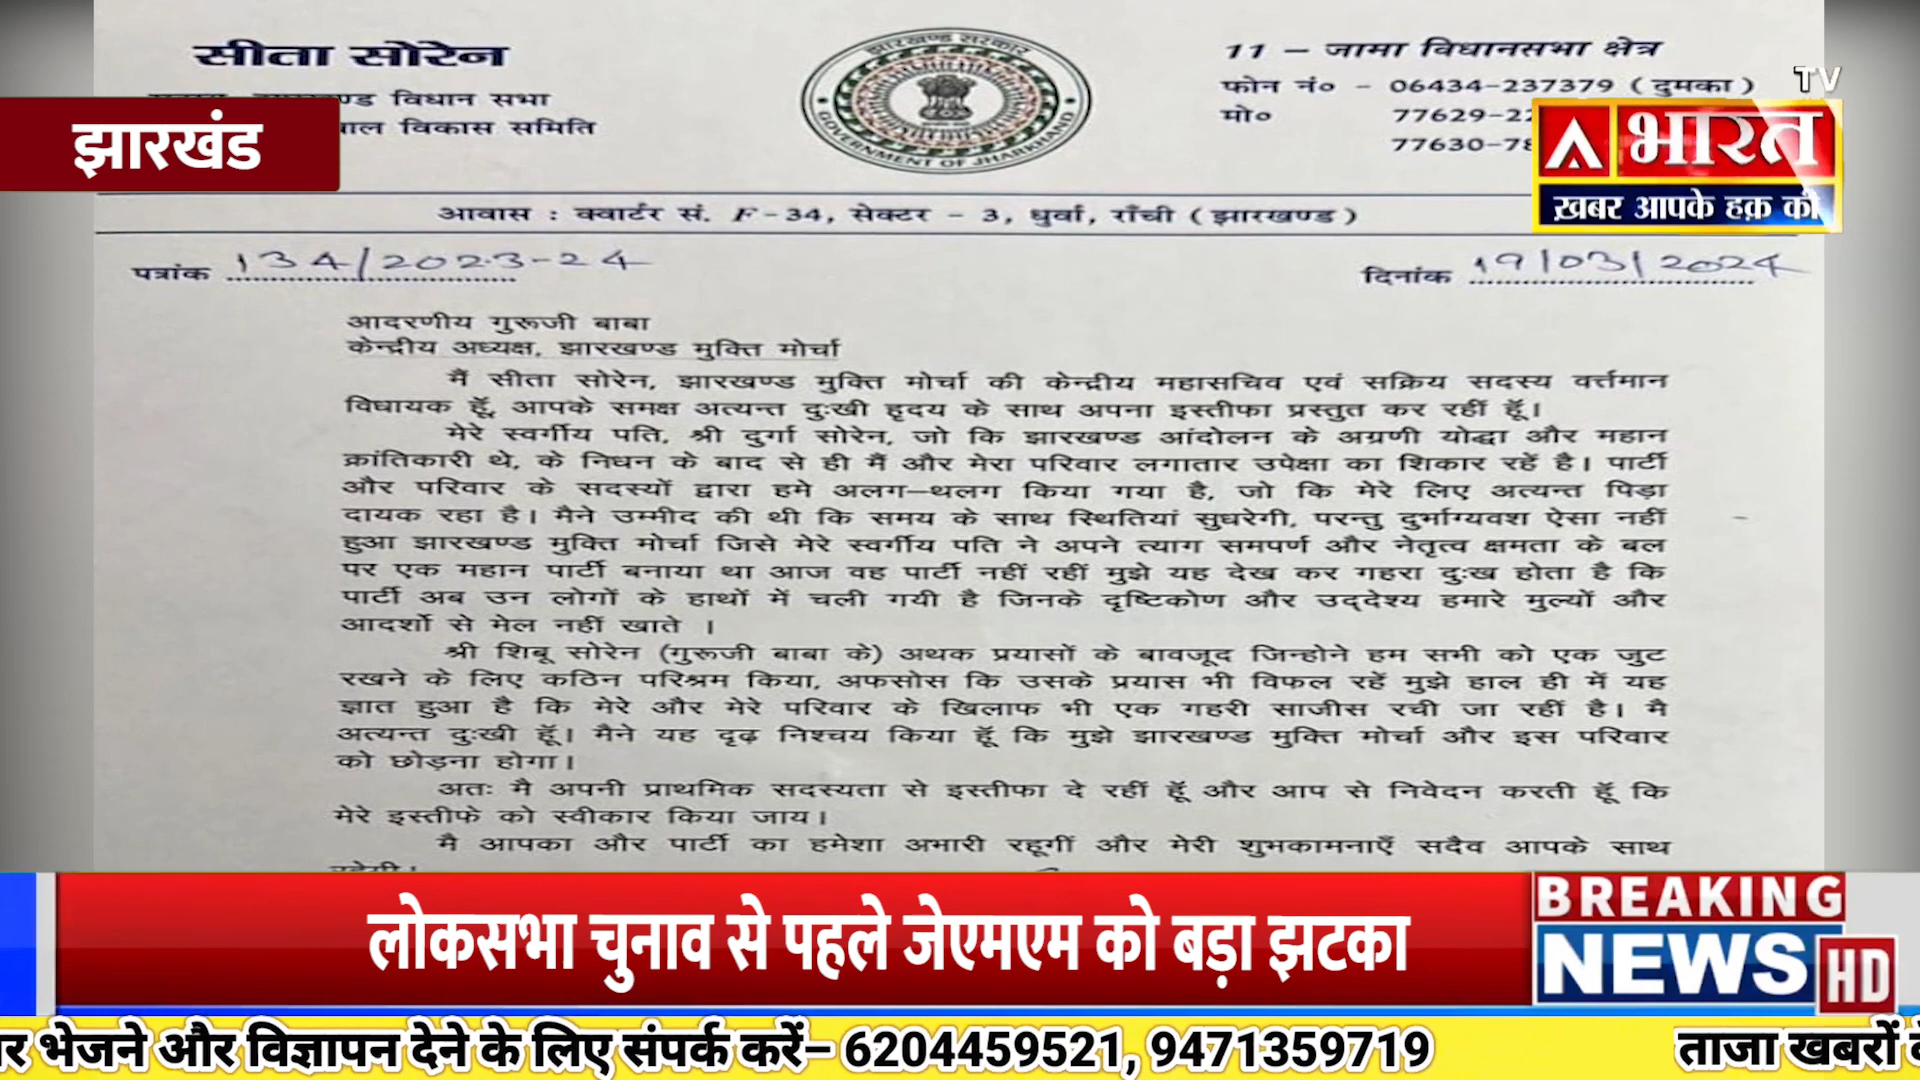 सीता सोरेन
झारखण्ड विधान सभा
बाल विकास समिति
झारखण्ड सरकार
GOVERNMENT OF JHARKHAND
11 – जामा विधानसभा क्षेत्र
फोन नं० – 06434-237379 ( दुमका )
मो० 77629-22
77630-78
झारखंड
TV
भारत
ख़बर आपके हक़ की
आवास : क्वार्टर सं. F-34, सेक्टर - 3, धुर्वा, राँची ( झारखण्ड )
पत्रांक 134/2023-24
दिनांक 19/03/2024
आदरणीय गुरूजी बाबा
केन्द्रीय अध्यक्ष, झारखण्ड मुक्ति मोर्चा
मैं सीता सोरेन, झारखण्ड मुक्ति मोर्चा की केन्द्रीय महासचिव एवं सक्रिय सदस्य वर्त्तमान
विधायक हूँ, आपके समक्ष अत्यन्त दुःखी हृदय के साथ अपना इस्तीफा प्रस्तुत कर रहीं हूँ।
मेरे स्वर्गीय पति, श्री दुर्गा सोरेन, जो कि झारखण्ड आंदोलन के अग्रणी योद्धा और महान
क्रांतिकारी थे, के निधन के बाद से ही मैं और मेरा परिवार लगातार उपेक्षा का शिकार रहें है। पार्टी
और परिवार के सदस्यों द्वारा हमे अलग–थलग किया गया है, जो कि मेरे लिए अत्यन्त पिड़ा
दायक रहा है। मैने उम्मीद की थी कि समय के साथ स्थितियां सुधरेगी, परन्तु दुर्भाग्यवश ऐसा नहीं
हुआ झारखण्ड मुक्ति मोर्चा जिसे मेरे स्वर्गीय पति ने अपने त्याग समपर्ण और नेतृत्व क्षमता के बल
पर एक महान पार्टी बनाया था आज वह पार्टी नहीं रहीं मुझे यह देख कर गहरा दुःख होता है कि
पार्टी अब उन लोगों के हाथों में चली गयी है जिनके दृष्टिकोण और उद्देश्य हमारे मुल्यों और
आदर्शो से मेल नहीं खाते ।
श्री शिबू सोरेन (गुरूजी बाबा के) अथक प्रयासों के बावजूद जिन्होने हम सभी को एक जुट
रखने के लिए कठिन परिश्रम किया, अफसोस कि उसके प्रयास भी विफल रहें मुझे हाल ही में यह
ज्ञात हुआ है कि मेरे और मेरे परिवार के खिलाफ भी एक गहरी साजीस रची जा रहीं है। मै
अत्यन्त दुःखी हूँ। मैने यह दृढ़ निश्चय किया हूँ कि मुझे झारखण्ड मुक्ति मोर्चा और इस परिवार
को छोड़ना होगा।
अतः मै अपनी प्राथमिक सदस्यता से इस्तीफा दे रहीं हूँ और आप से निवेदन करती हूँ कि
मेरे इस्तीफे को स्वीकार किया जाय।
मै आपका और पार्टी का हमेशा अभारी रहूगीं और मेरी शुभकामनाएँ सदैव आपके साथ
लोकसभा चुनाव से पहले जेएमएम को बड़ा झटका
BREAKING
NEWS HD
भेजने और विज्ञापन देने के लिए संपर्क करें– 6204459521, 9471359719 ताजा खबरों